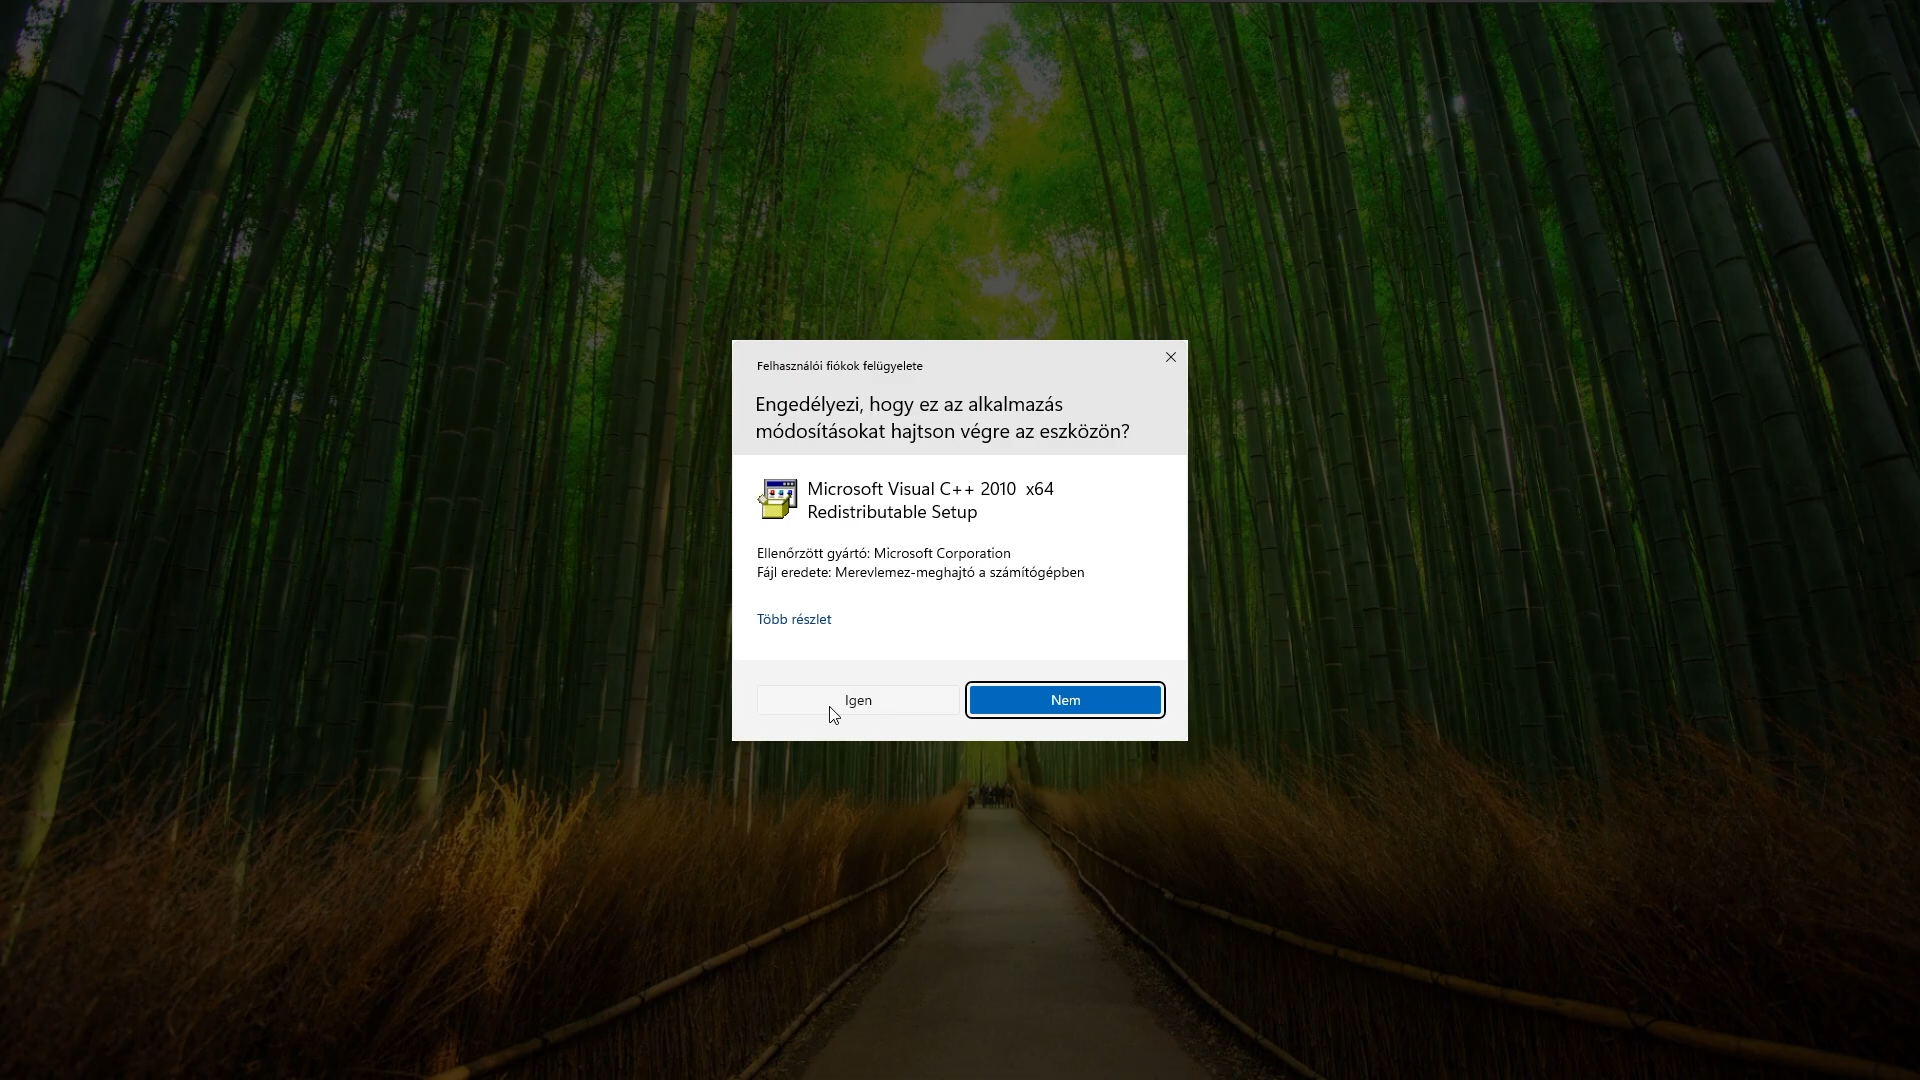 Felhasználói fiókok felügyelete
Engedélyezi, hogy ez az alkalmazás
módosításokat hajtson végre az eszközön?
Microsoft Visual C++ 2010  x64
Redistributable Setup
Ellenőrzött gyártó: Microsoft Corporation
Fájl eredete: Merevlemez-meghajtó a számítógépben
Több részlet
Igen
Nem